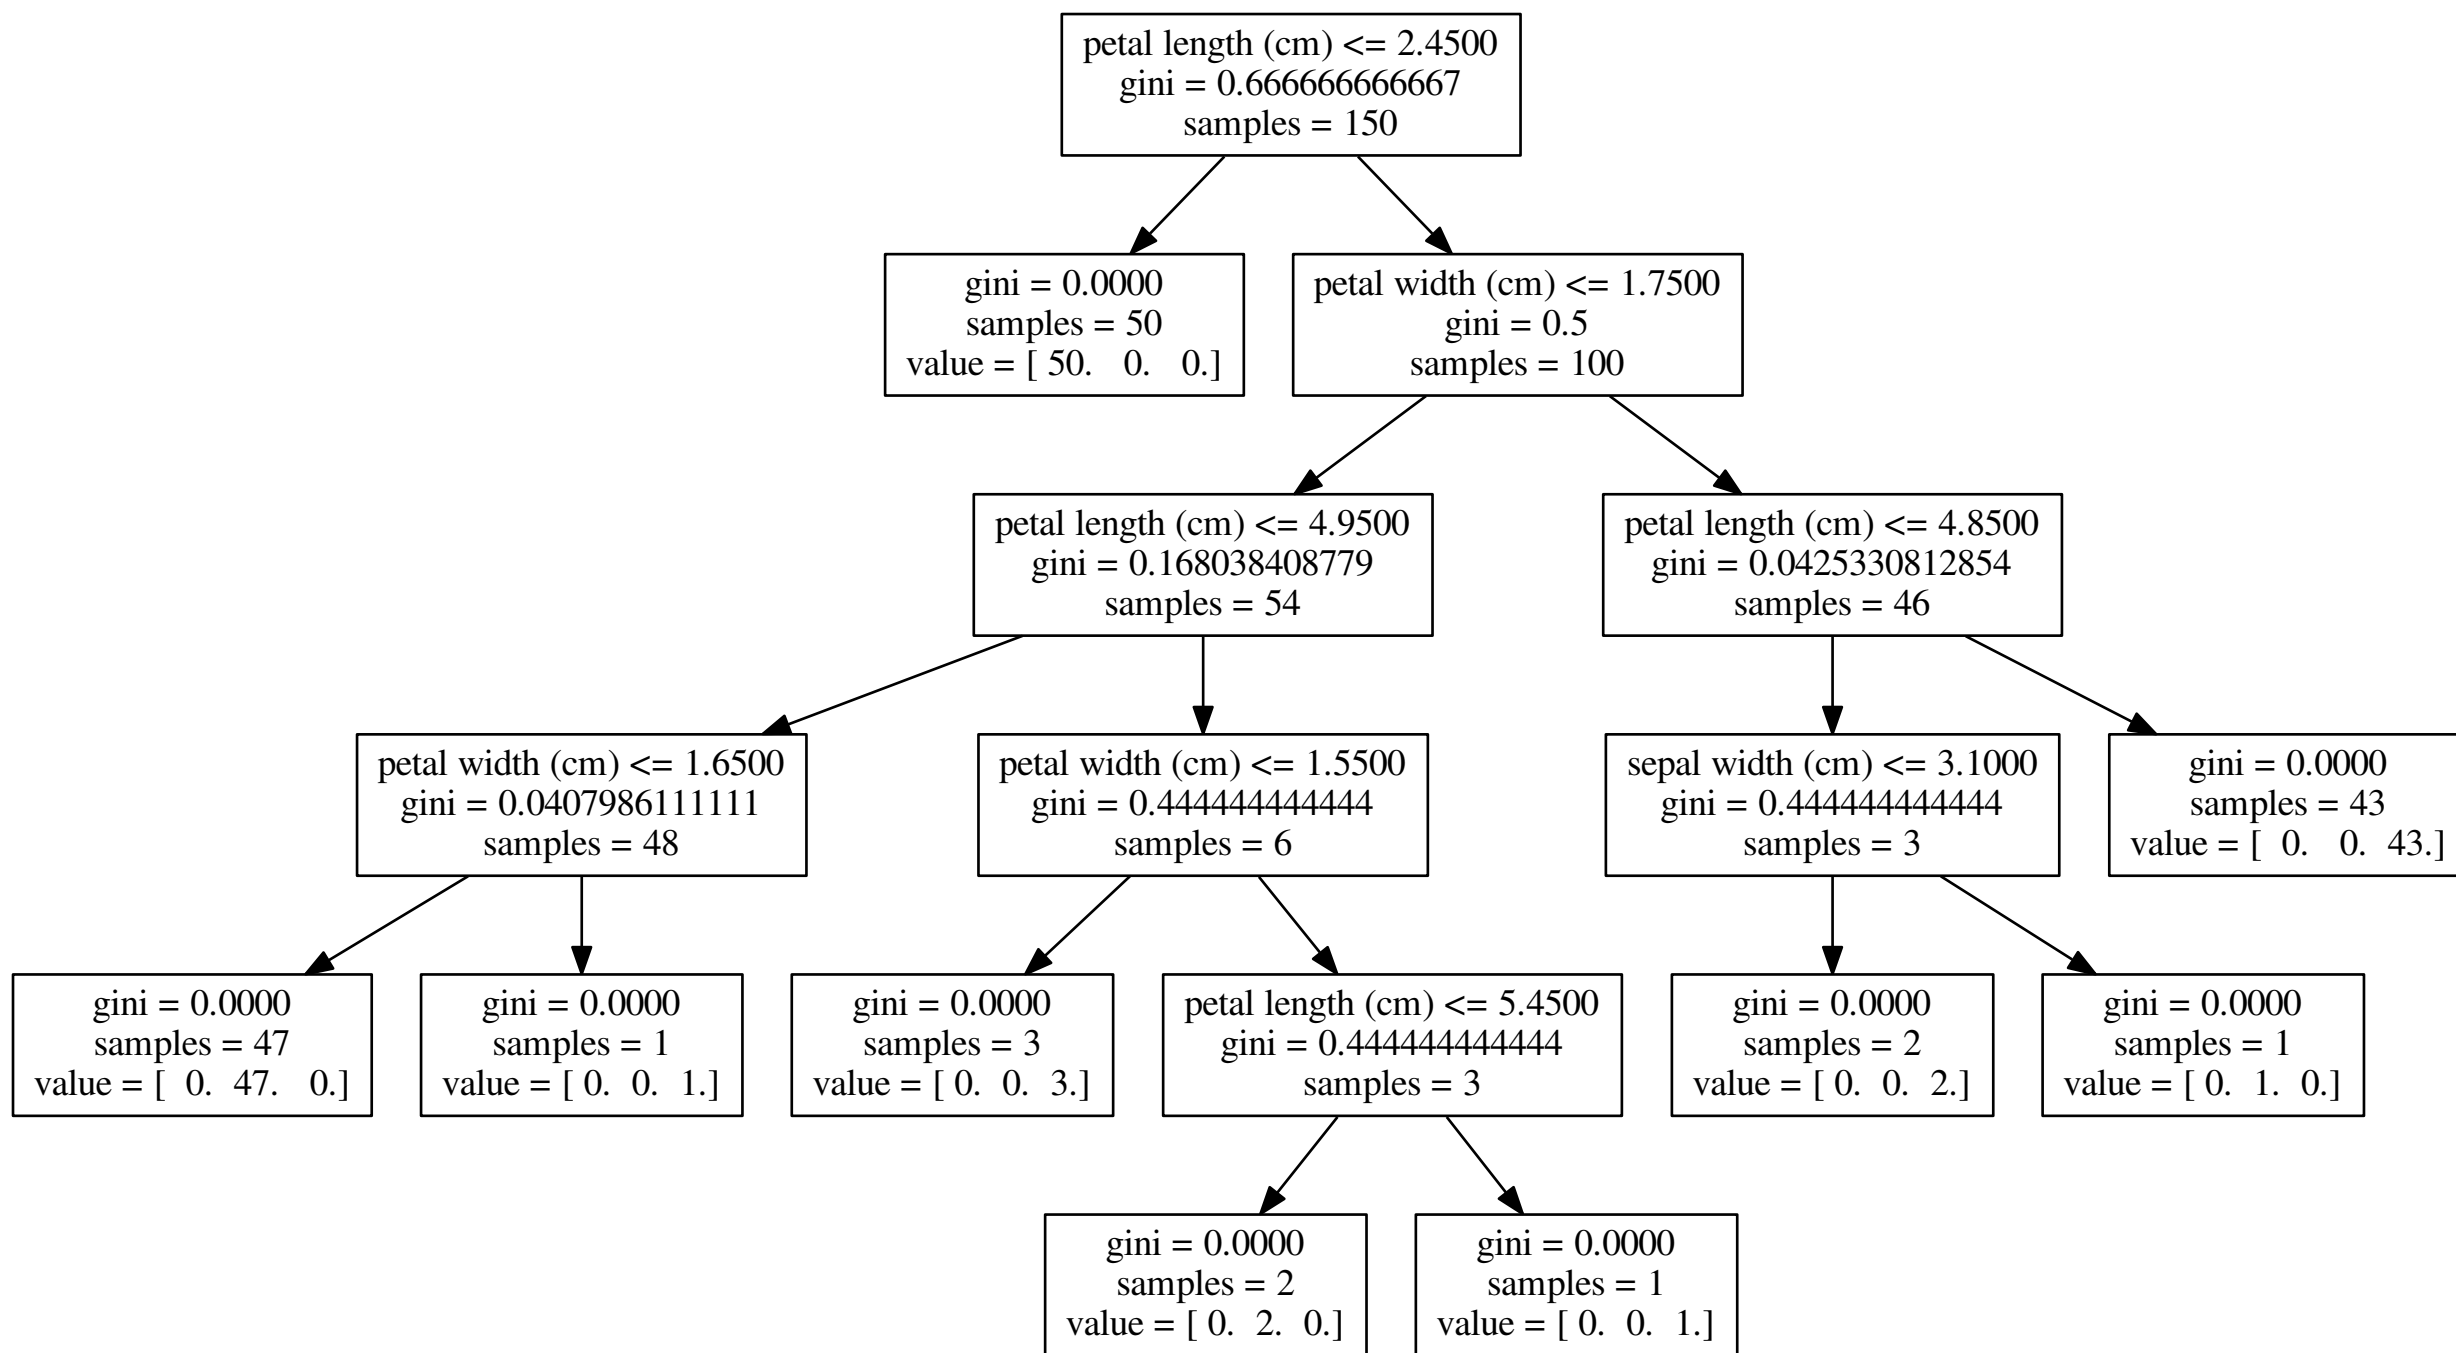 petal length (cm) <= 2.4500
gini = 0.666666666667
samples = 150
gini = 0.0000
samples = 50
value = [ 50. 0. 0.]
petal width (cm) <= 1.7500
gini = 0.5
samples = 100
petal length (cm) <= 4.9500
gini = 0.168038408779
samples = 54
petal length (cm) <= 4.8500
gini = 0.0425330812854
samples = 46
petal width (cm) <= 1.6500
gini = 0.0407986111111
samples = 48
petal width (cm) <= 1.5500
gini = 0.444444444444
samples = 6
sepal width (cm) <= 3.1000
gini = 0.444444444444
samples = 3
gini = 0.0000
samples = 43
value = [ 0. 0. 43.]
gini = 0.0000
samples = 47
value = [ 0. 47. 0.]
gini = 0.0000
samples = 1
value = [ 0. 0. 1.]
gini = 0.0000
samples = 3
value = [ 0. 0. 3.]
petal length (cm) <= 5.4500
gini = 0.444444444444
samples = 3
gini = 0.0000
samples = 2
value = [ 0. 0. 2.]
gini = 0.0000
samples = 1
value = [ 0. 1. 0.]
gini = 0.0000
samples = 2
value = [ 0. 2. 0.]
gini = 0.0000
samples = 1
value = [ 0. 0. 1.]